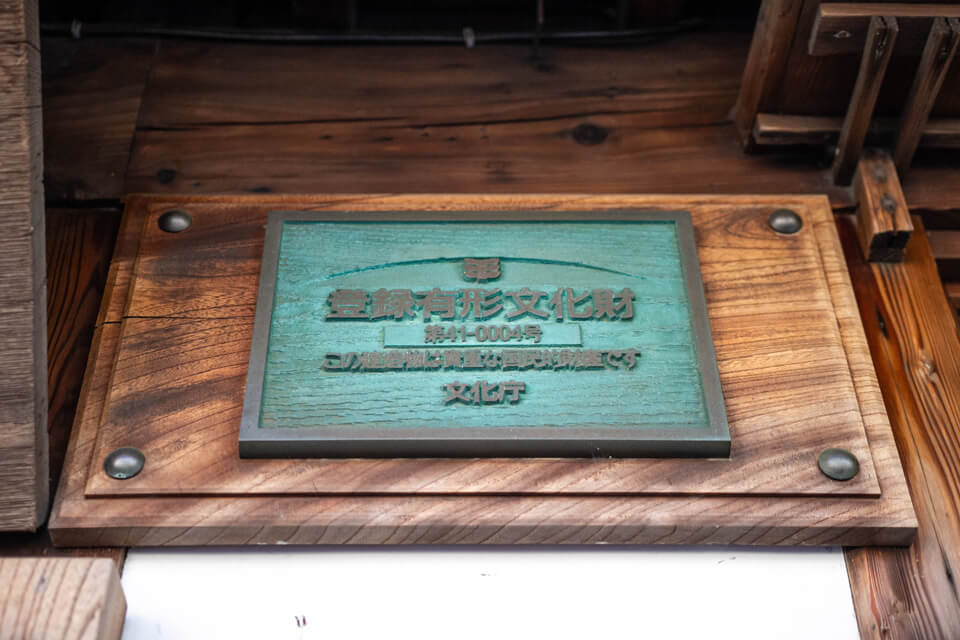 登録有形文化財
第41-0004号
この建造物は貴重な国民的財産です
文化庁